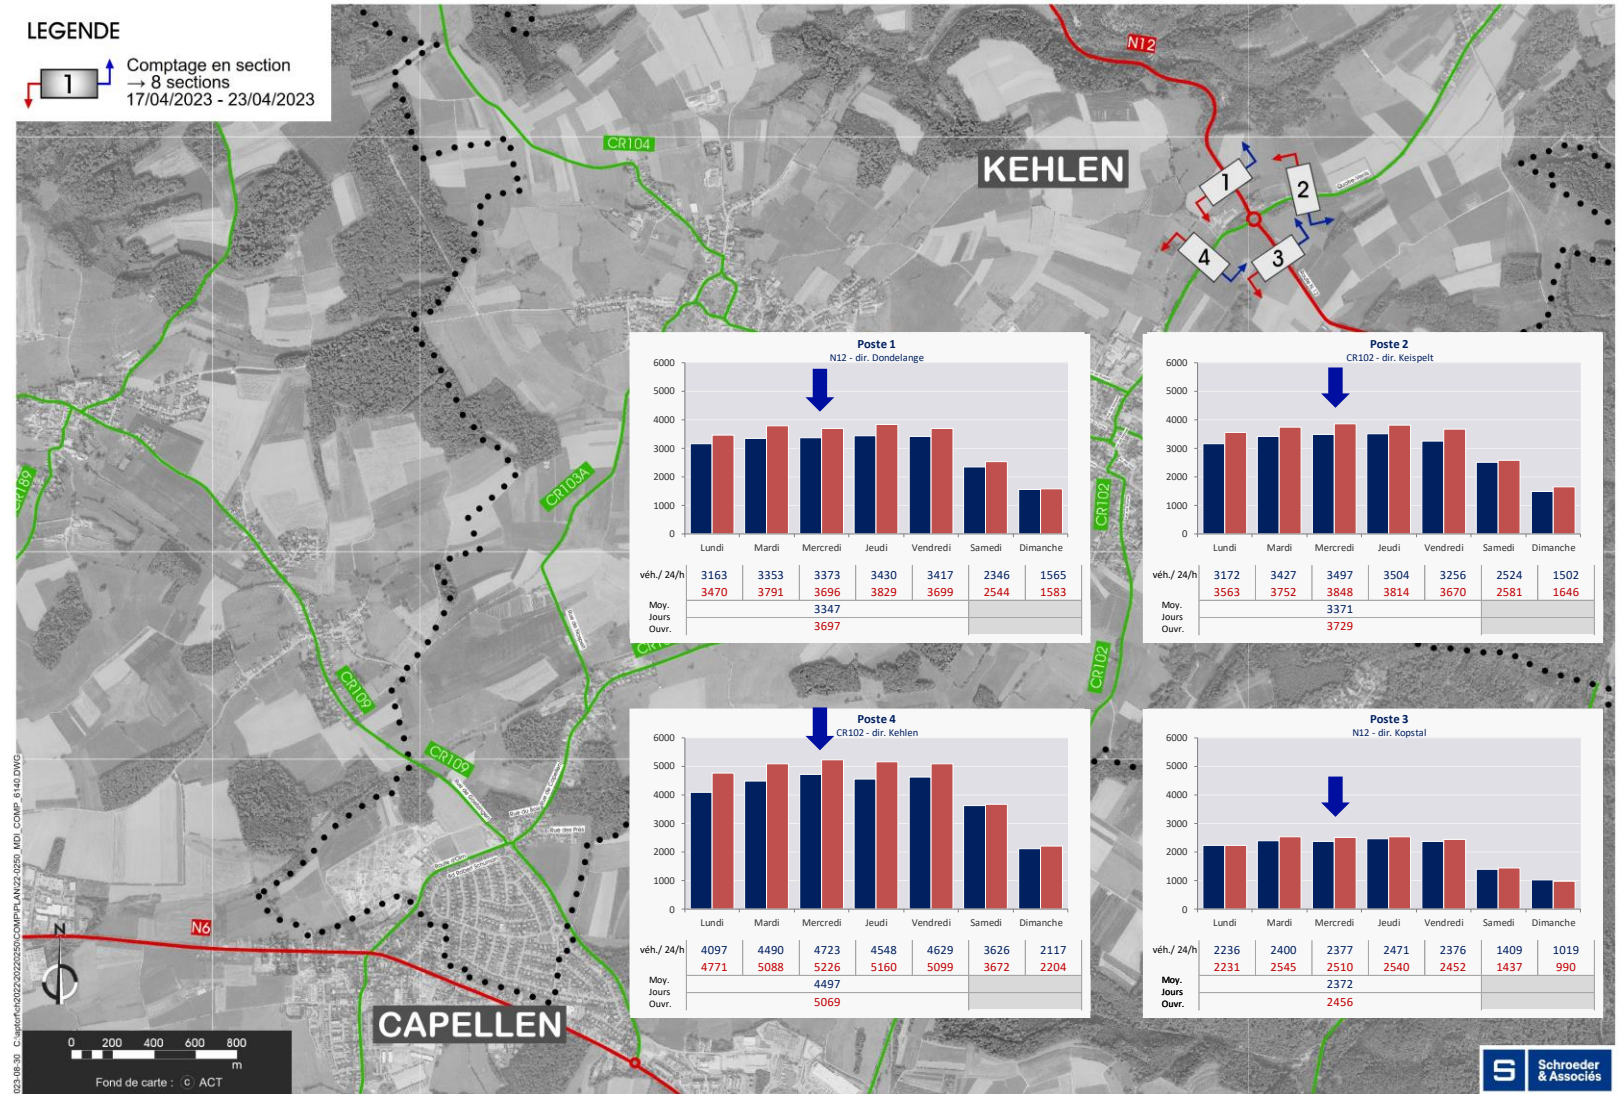 LEGENDE
1
Comptage en section
→ 8 sections
17/04/2023 - 23/04/2023
N12
CR104
KEHLEN
1
2
3
4
CR189
CR103A
CR102
CR102
CR109
CR109
N6
CAPELLEN
Poste 1
N12 - dir. Dondelange
6000
5000
4000
3000
2000
1000
0
Lundi Mardi Mercredi Jeudi Vendredi Samedi Dimanche
véh./ 24/h 3163 3353 3373 3430 3417 2346 1565
3470 3791 3696 3829 3699 2544 1583
Moy. Jours Ouvr.
3347
3697
Poste 2
CR102 - dir. Keispelt
6000
5000
4000
3000
2000
1000
0
Lundi Mardi Mercredi Jeudi Vendredi Samedi Dimanche
véh./ 24/h 3172 3427 3497 3504 3256 2524 1502
3563 3752 3848 3814 3670 2581 1646
Moy. Jours Ouvr.
3371
3729
Poste 4
CR102 - dir. Kehlen
6000
5000
4000
3000
2000
1000
0
Lundi Mardi Mercredi Jeudi Vendredi Samedi Dimanche
véh./ 24/h 4097 4490 4723 4548 4629 3626 2117
4771 5088 5226 5160 5099 3672 2204
Moy. Jours Ouvr.
4497
5069
Poste 3
N12 - dir. Kopstal
6000
5000
4000
3000
2000
1000
0
Lundi Mardi Mercredi Jeudi Vendredi Samedi Dimanche
véh./ 24/h 2236 2400 2377 2471 2376 1409 1019
2231 2545 2510 2540 2452 1437 990
Moy. Jours Ouvr.
2372
2456
Rue des Prés
N
0 200 400 600 800
m
Fond de carte : © ACT
S Schroeder
& Associés